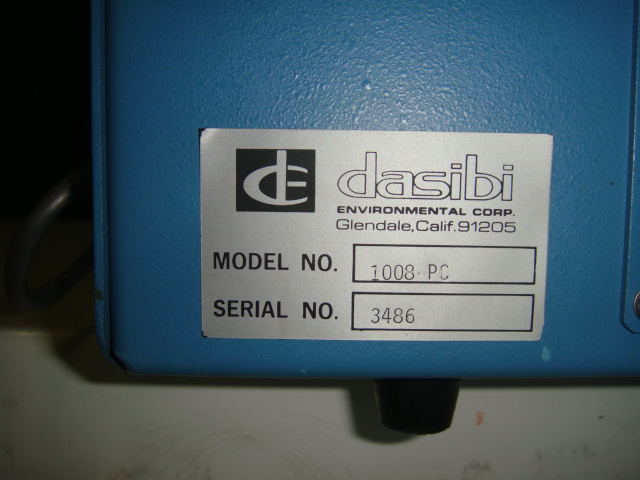 dasibi
ENVIRONMENTAL CORP.
Glendale, Calif. 91205
MODEL NO. 1008-PC
SERIAL NO. 3486